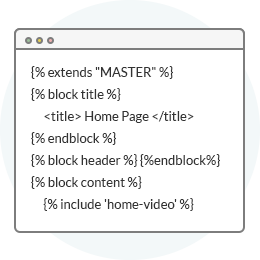 {% extends "MASTER" %}
{% block title %}
<title> Home Page </title>
{% endblock %}
{% block header %} {%endblock%}
{% block content %}
{% include 'home-video' %}